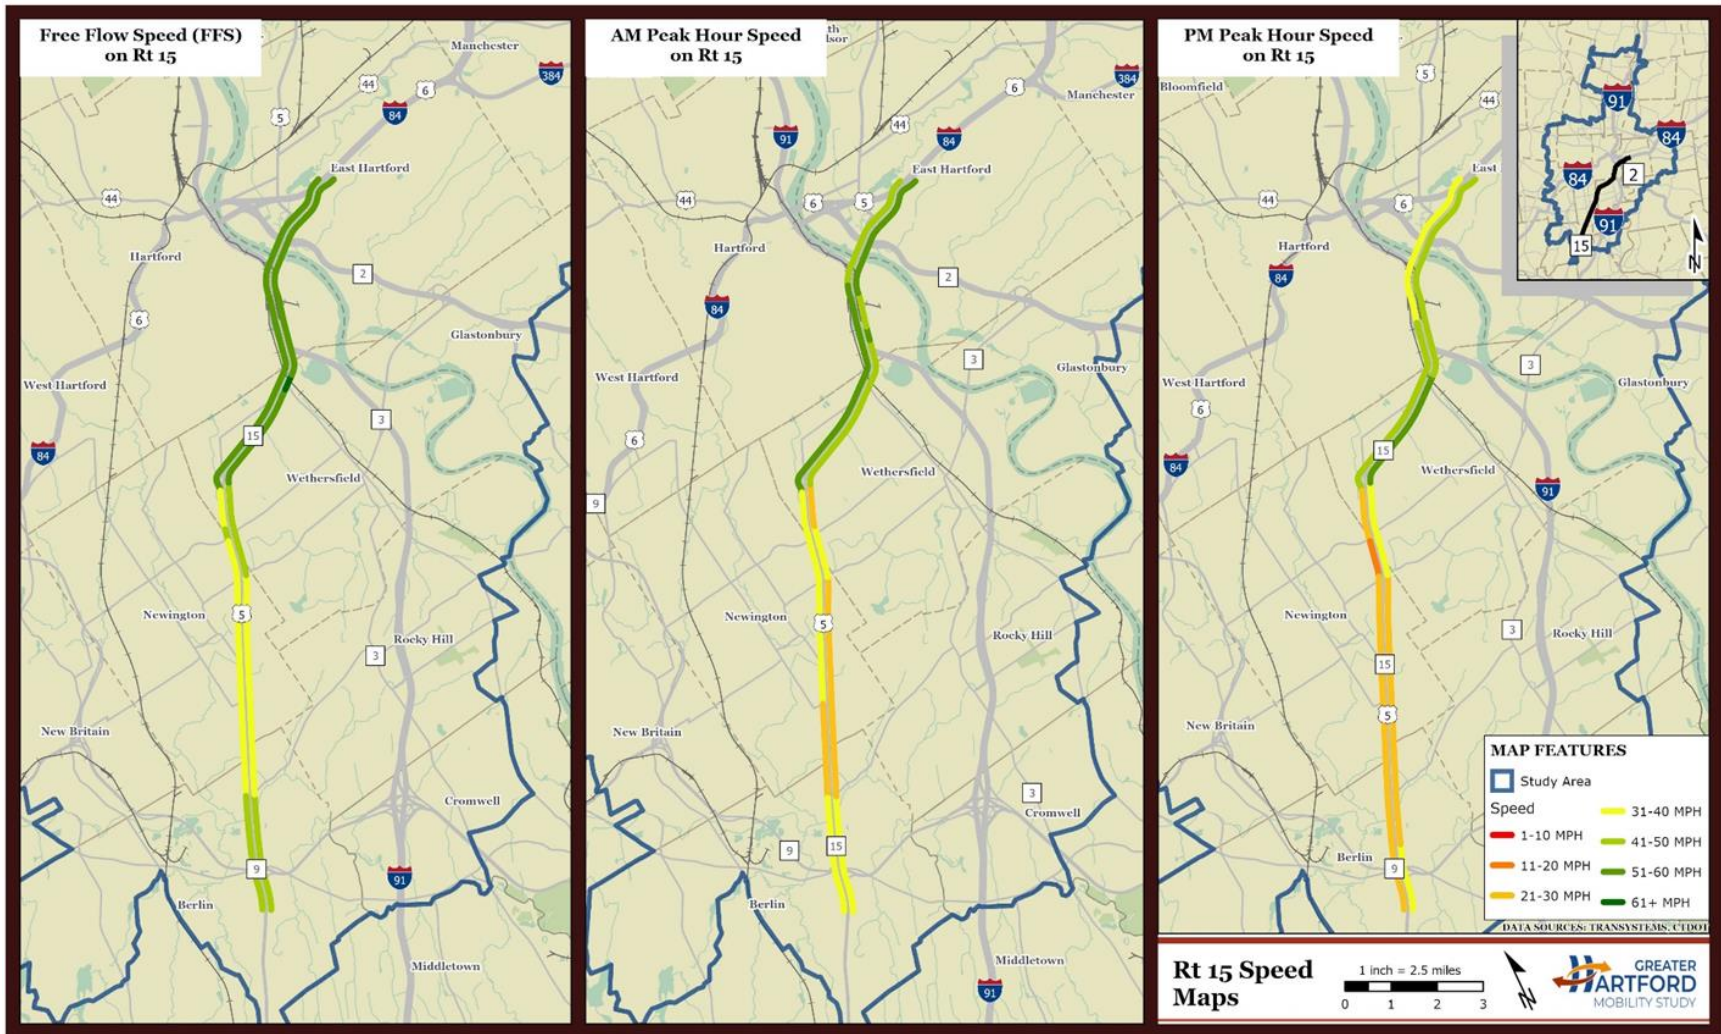 Free Flow Speed (FFS)
on Rt 15
Manchester
384
44
6
84
5
East Hartford
44
Hartford
2
6
Glastonbury
West Hartford
3
15
84
Wethersfield
Newington
5
Rocky Hill
3
New Britain
Cromwell
9
91
Berlin
Middletown
AM Peak Hour Speed
on Rt 15
384
6
Manchester
91
44
84
East Hartford
44
6
5
Hartford
2
84
3
Glastonbury
West Hartford
6
Wethersfield
9
Newington
5
Rocky Hill
New Britain
3
Cromwell
9
15
Berlin
Middletown
91
PM Peak Hour Speed
on Rt 15
5
Bloomfield
44
East
44
6
Hartford
84
3
West Hartford
Glastonbury
6
15
84
Wethersfield
91
Newington
3
Rocky Hill
15
5
New Britain
Berlin
9
91
84
84
2
91
15
N
MAP FEATURES
Study Area
Speed
1-10 MPH
11-20 MPH
21-30 MPH
31-40 MPH
41-50 MPH
51-60 MPH
61+ MPH
DATA SOURCES: TRANSYSTEMS, CTDOT
Rt 15 Speed
Maps
1 inch = 2.5 miles
0 1 2 3
N
GREATER
HARTFORD
MOBILITY STUDY